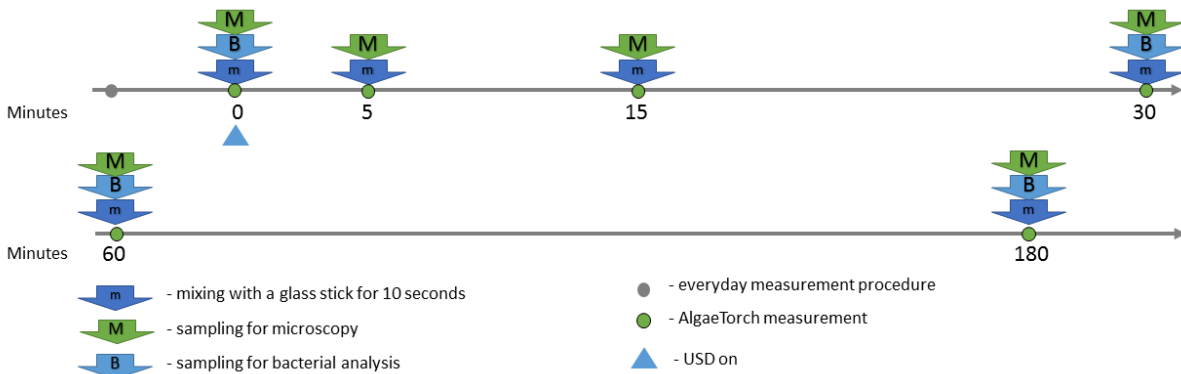 M M M M
B B
m m m m
Minutes 0 5 15 30
M M
B B
m m
Minutes 60 180
m - mixing with a glass stick for 10 seconds - everyday measurement procedure
M - sampling for microscopy - AlgaeTorch measurement
B - sampling for bacterial analysis - USD on